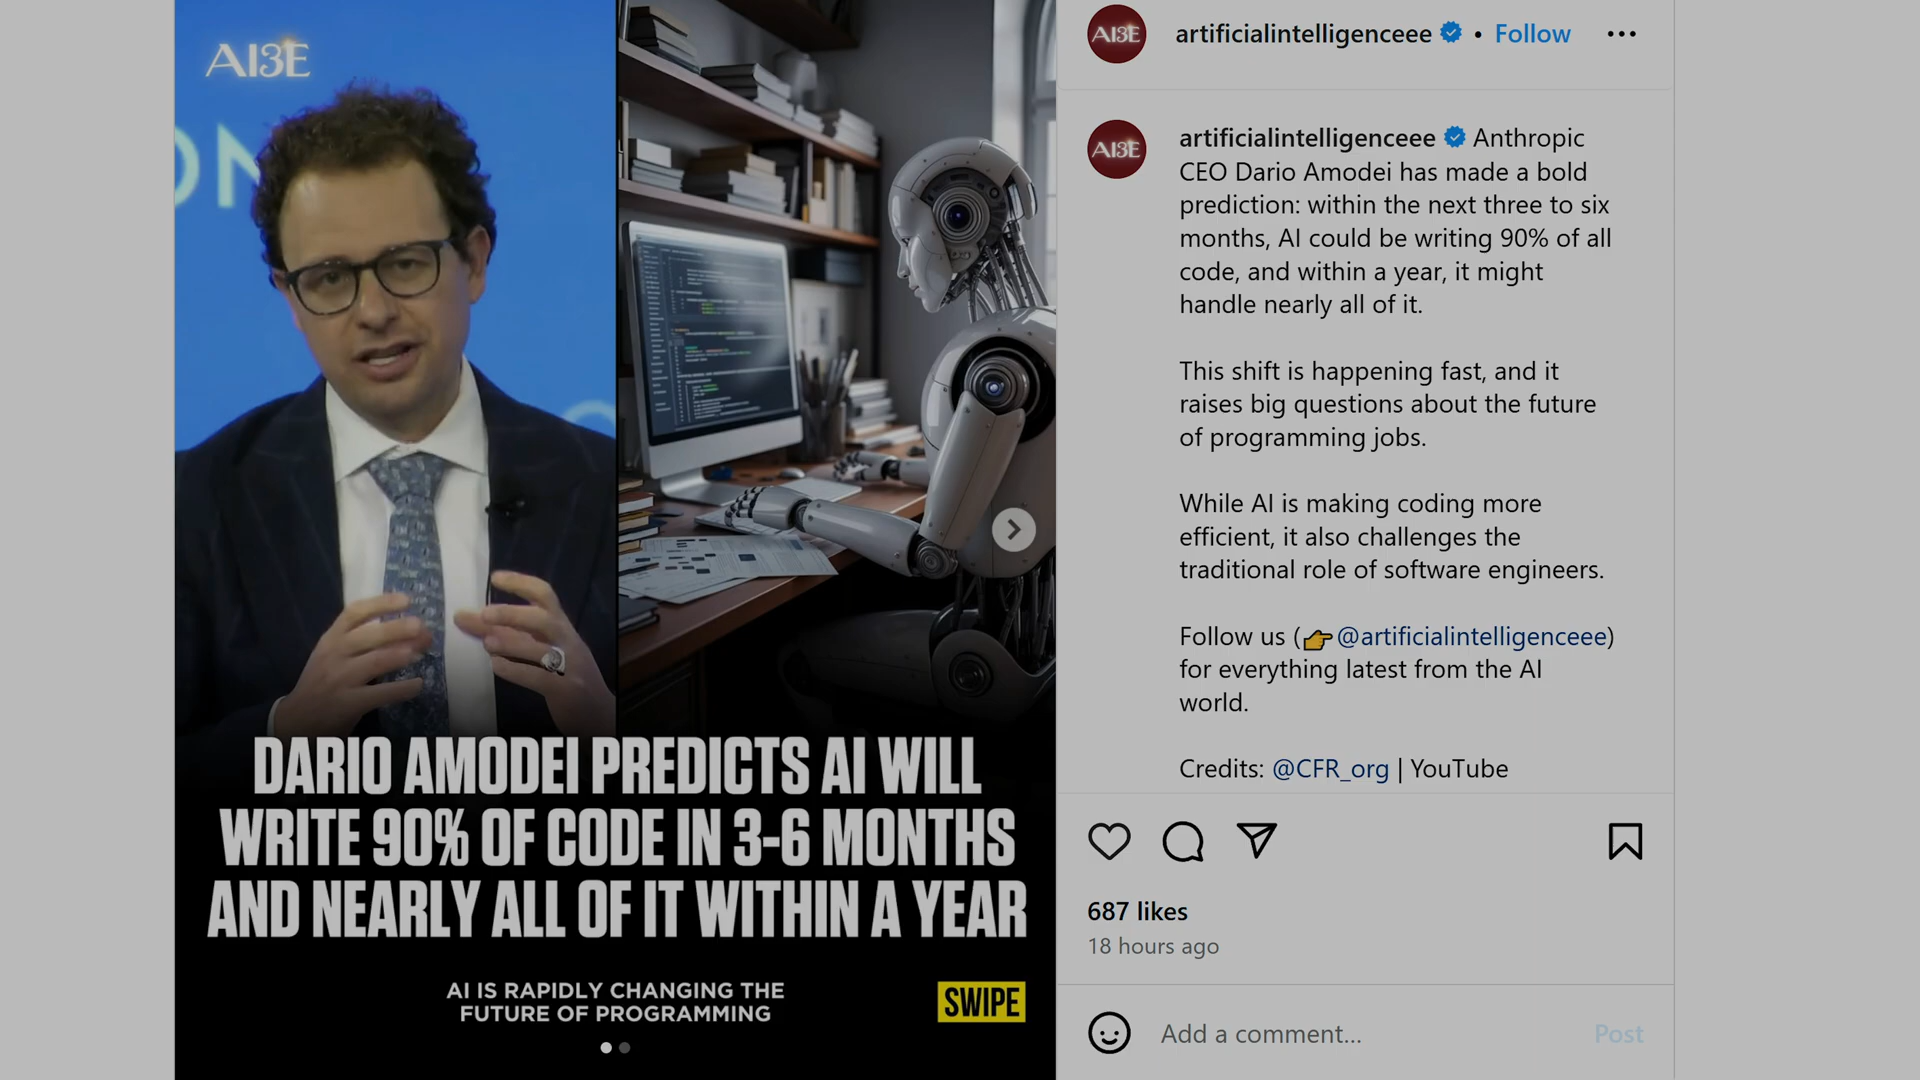 AI3E
ON
DARIO AMODEI PREDICTS AI WILL
WRITE 90% OF CODE IN 3-6 MONTHS
AND NEARLY ALL OF IT WITHIN A YEAR
AI IS RAPIDLY CHANGING THE
FUTURE OF PROGRAMMING
SWIPE
AI3E
artificialintelligenceee • Follow
AI3E
artificialintelligenceee Anthropic
CEO Dario Amodei has made a bold
prediction: within the next three to six
months, AI could be writing 90% of all
code, and within a year, it might
handle nearly all of it.
This shift is happening fast, and it
raises big questions about the future
of programming jobs.
While AI is making coding more
efficient, it also challenges the
traditional role of software engineers.
Follow us (👉@artificialintelligenceee)
for everything latest from the AI
world.
Credits: @CFR_org | YouTube
687 likes
18 hours ago
Add a comment...
Post